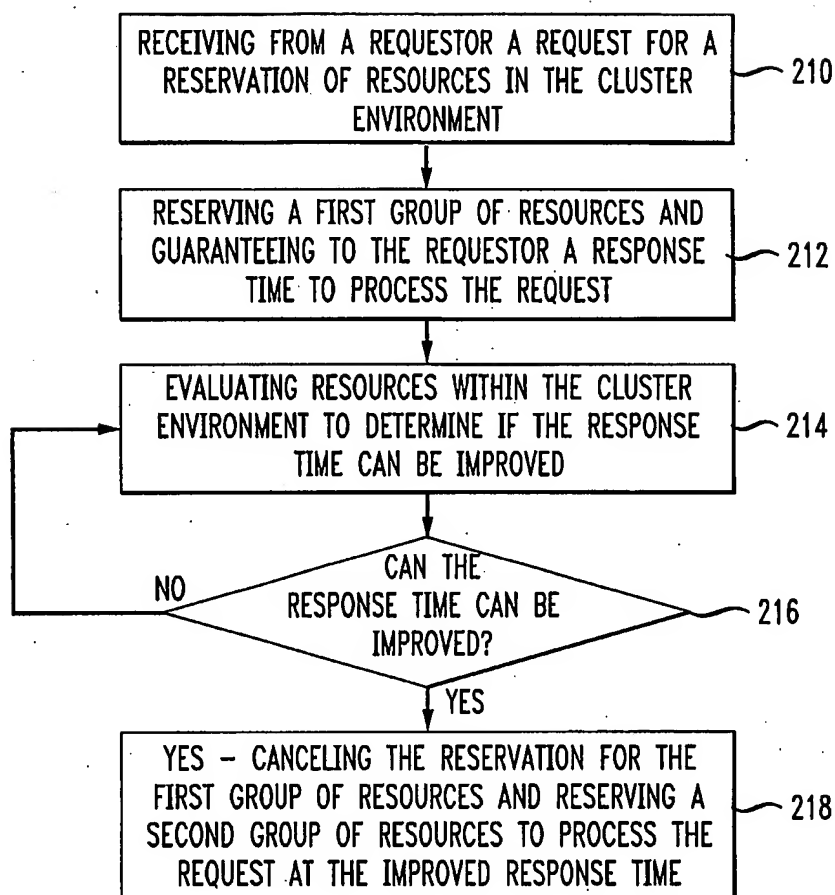 RECEIVING FROM A REQUESTOR A REQUEST FOR A
RESERVATION OF RESOURCES IN THE CLUSTER
ENVIRONMENT
210
RESERVING A FIRST GROUP OF RESOURCES AND
GUARANTEEING TO THE REQUESTOR A RESPONSE
TIME TO PROCESS THE REQUEST
212
EVALUATING RESOURCES WITHIN THE CLUSTER
ENVIRONMENT TO DETERMINE IF THE RESPONSE
TIME CAN BE IMPROVED
214
CAN THE
RESPONSE TIME CAN BE
IMPROVED?
216
NO
YES
YES – CANCELING THE RESERVATION FOR THE
FIRST GROUP OF RESOURCES AND RESERVING A
SECOND GROUP OF RESOURCES TO PROCESS THE
REQUEST AT THE IMPROVED RESPONSE TIME
218